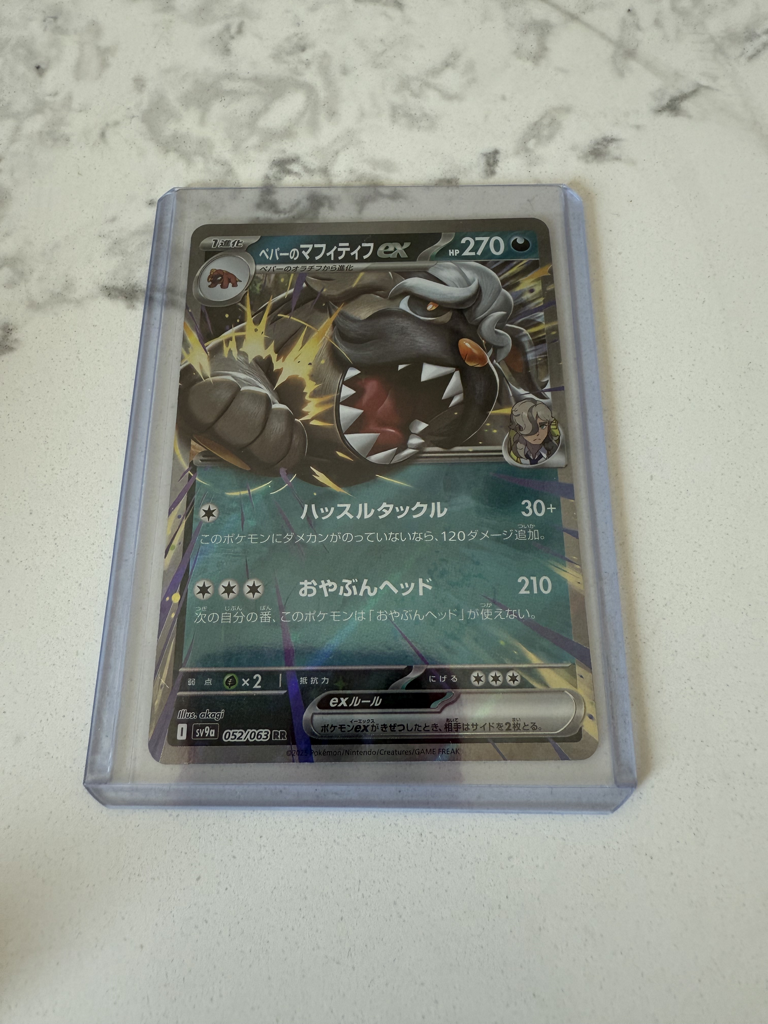 1進化
ペパーのマフィティフex HP 270
ペパーのオラチフから進化
ハッスルタックル 30+
このポケモンにダメカンがのっていないなら、120ダメージ追加。
おやぶんヘッド 210
次の自分の番、このポケモンは「おやぶんヘッド」が使えない。
弱点 ×2 抵抗力 にげる
exルール
ポケモンexがきぜつしたとき、相手はサイドを2枚とる。
Illus. akagi
I sv9a 052/063 RR
©2025 Pokémon/Nintendo/Creatures/GAME FREAK